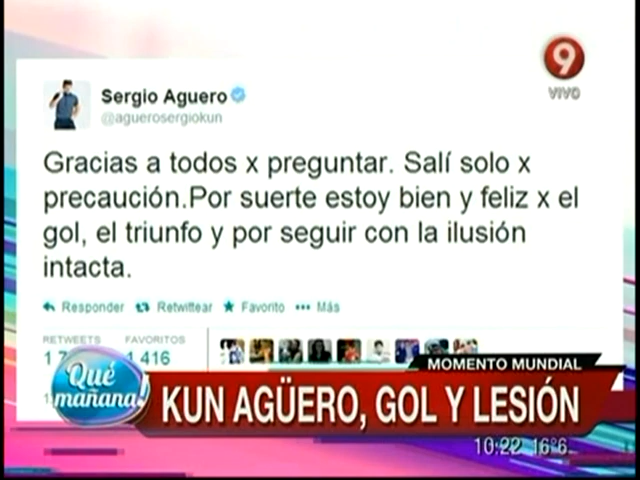 9
VIVO
Sergio Aguero
@aguerosergiokun
Gracias a todos x preguntar. Salí solo x
precaución.Por suerte estoy bien y feliz x el
gol, el triunfo y por seguir con la ilusión
intacta.
Responder Retwittear Favorito Más
RETWEETS FAVORITOS
1.416
MOMENTO MUNDIAL
Qué
mañana!
KUN AGÜERO, GOL Y LESIÓN
10:22 16°6